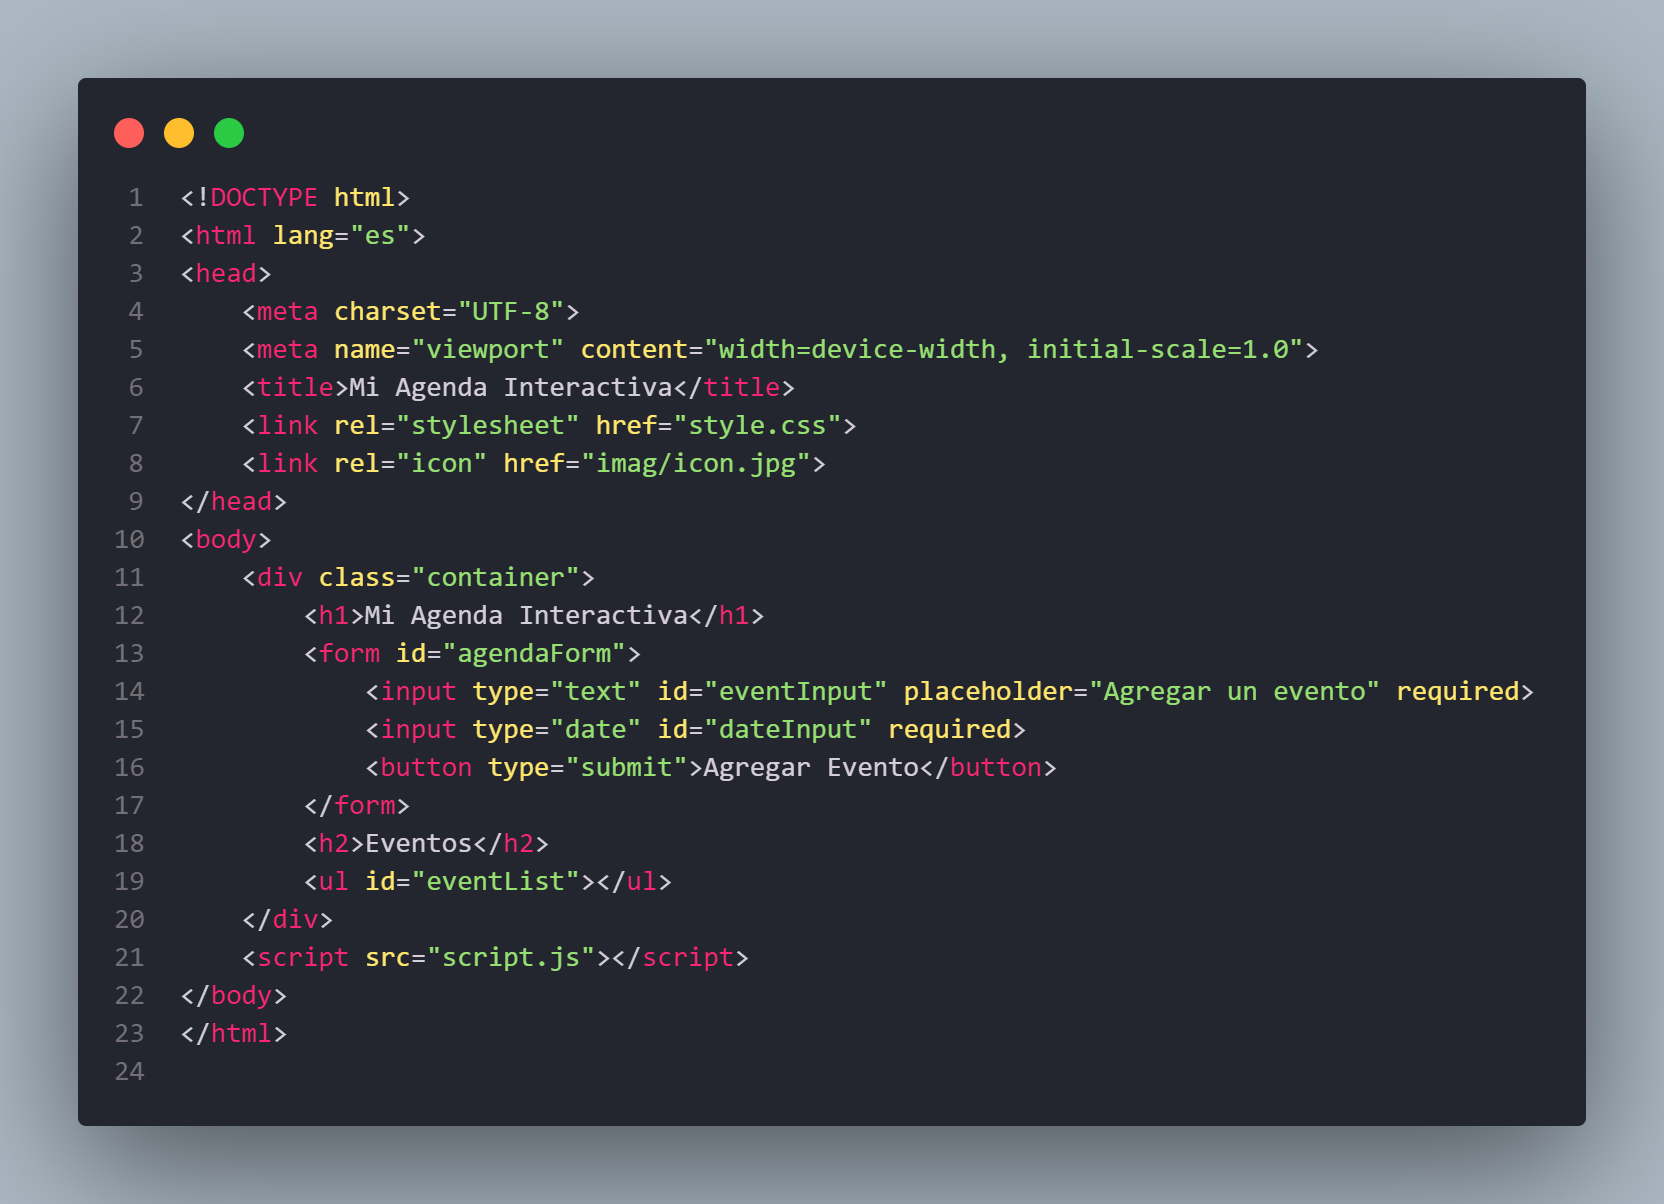 1 <!DOCTYPE html>
2 <html lang="es">
3 <head>
4     <meta charset="UTF-8">
5     <meta name="viewport" content="width=device-width, initial-scale=1.0">
6     <title>Mi Agenda Interactiva</title>
7     <link rel="stylesheet" href="style.css">
8     <link rel="icon" href="imag/icon.jpg">
9 </head>
10 <body>
11     <div class="container">
12         <h1>Mi Agenda Interactiva</h1>
13         <form id="agendaForm">
14             <input type="text" id="eventInput" placeholder="Agregar un evento" required>
15             <input type="date" id="dateInput" required>
16             <button type="submit">Agregar Evento</button>
17         </form>
18         <h2>Eventos</h2>
19         <ul id="eventList"></ul>
20     </div>
21     <script src="script.js"></script>
22 </body>
23 </html>
24